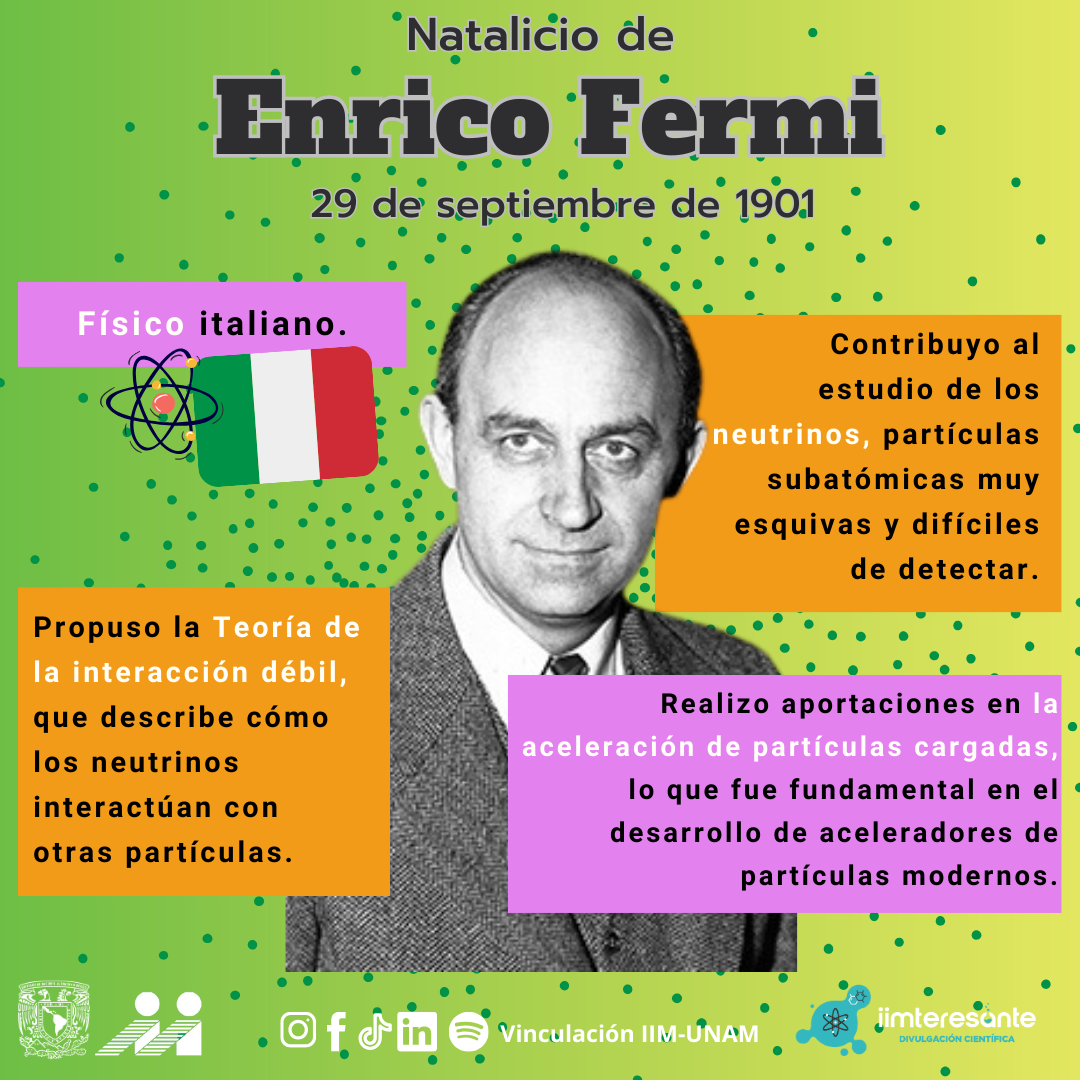 Natalicio de
Enrico Fermi
29 de septiembre de 1901
Físico italiano.
Contribuyo al
estudio de los
neutrinos, partículas
subatómicas muy
esquivas y difíciles
de detectar.
Propuso la Teoría de
la interacción débil,
que describe cómo
los neutrinos
interactúan con
otras partículas.
Realizo aportaciones en la
aceleración de partículas cargadas,
lo que fue fundamental en el
desarrollo de aceleradores de
partículas modernos.
Vinculación IIM-UNAM
iimteresante
DIVULGACIÓN CIENTÍFICA